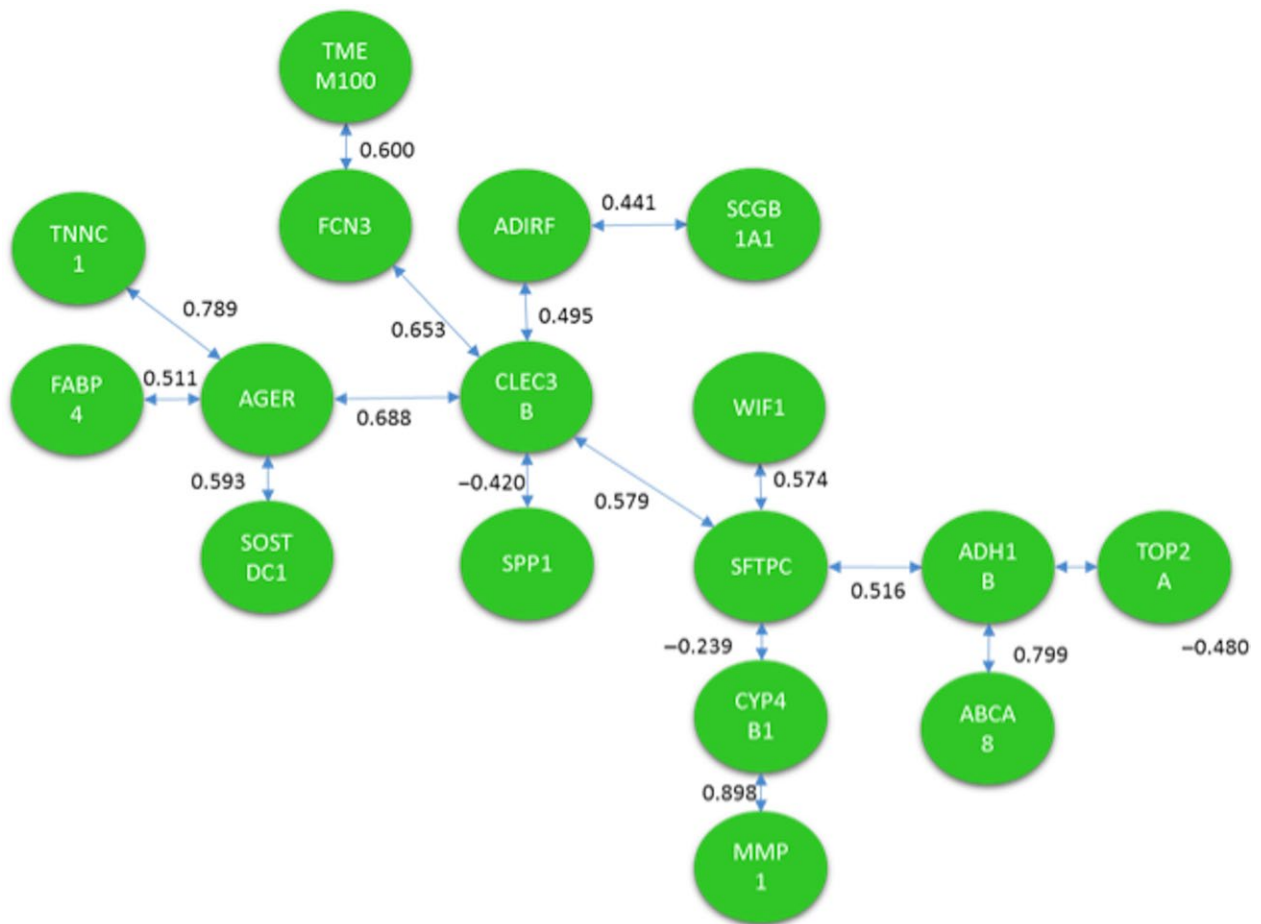 TME
M100
0.600
TNNC
1
FCN3
ADIRF
0.441
SCGB
1A1
0.789
0.653
0.495
FABP
4
0.511
AGER
0.688
CLEC3
B
WIF1
0.593
−0.420
0.579
0.574
SOST
DC1
SPP1
SFTPC
0.516
ADH1
B
TOP2
A
−0.239
0.799
−0.480
CYP4
B1
ABCA
8
0.898
MMP
1